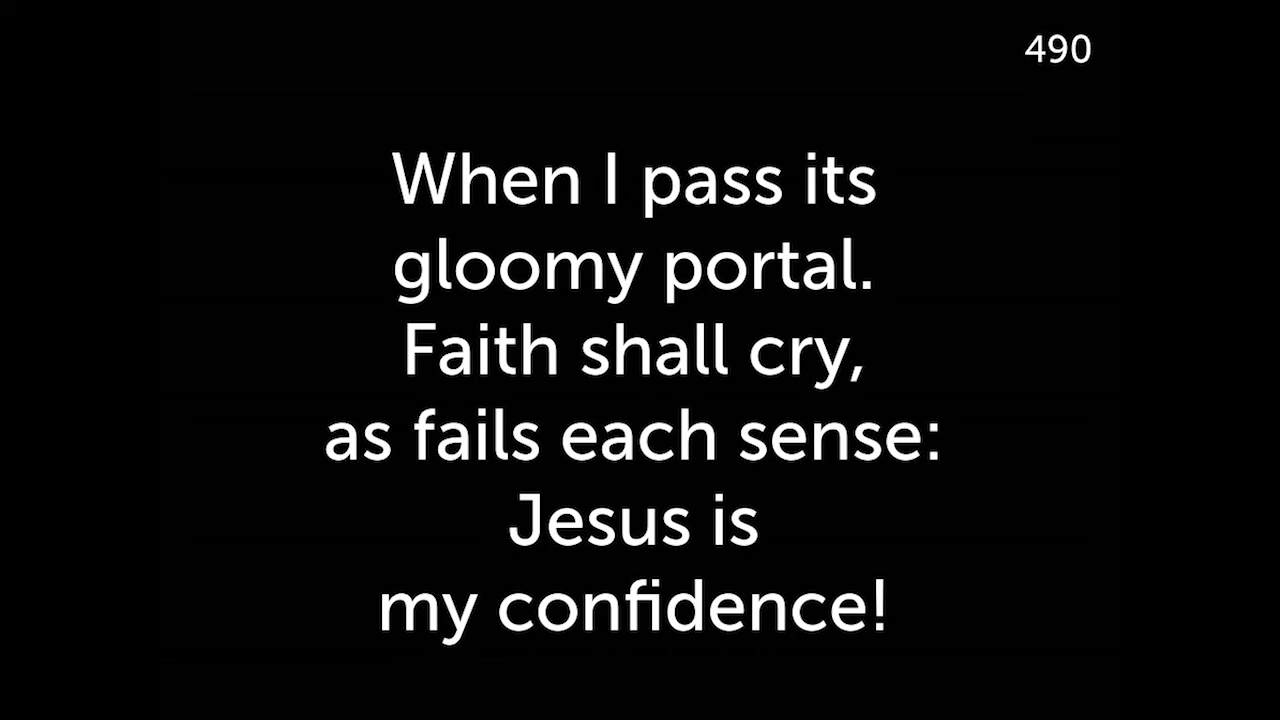 490
When I pass its
gloomy portal.
Faith shall cry,
as fails each sense:
Jesus is
my confidence!